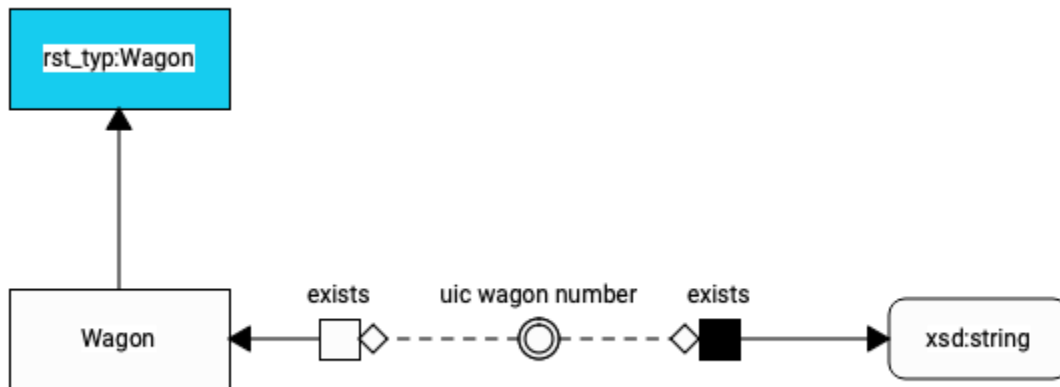 rst_typ:Wagon
exists
uic wagon number
exists
Wagon
xsd:string